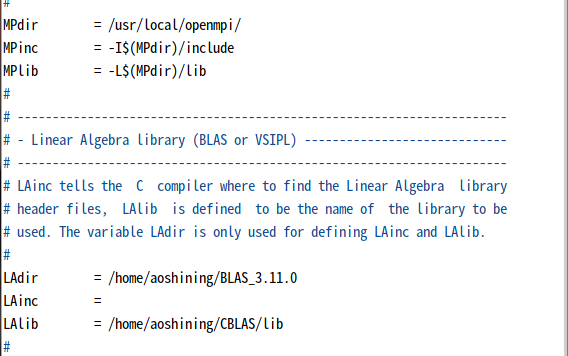 #
MPdir        = /usr/local/openmpi/
MPinc        = -I$(MPdir)/include
MPlib        = -L$(MPdir)/lib
#
# ----------------------------------------------------------------------
# - Linear Algebra library (BLAS or VSIPL) -----------------------------
# ----------------------------------------------------------------------
# LAinc tells the  C  compiler where to find the Linear Algebra  library
# header files,  LAlib  is defined  to be the name of  the library to be
# used. The variable LAdir is only used for defining LAinc and LAlib.
#
LAdir        = /home/aoshining/BLAS_3.11.0
LAinc        =
LAlib        = /home/aoshining/CBLAS/lib
#